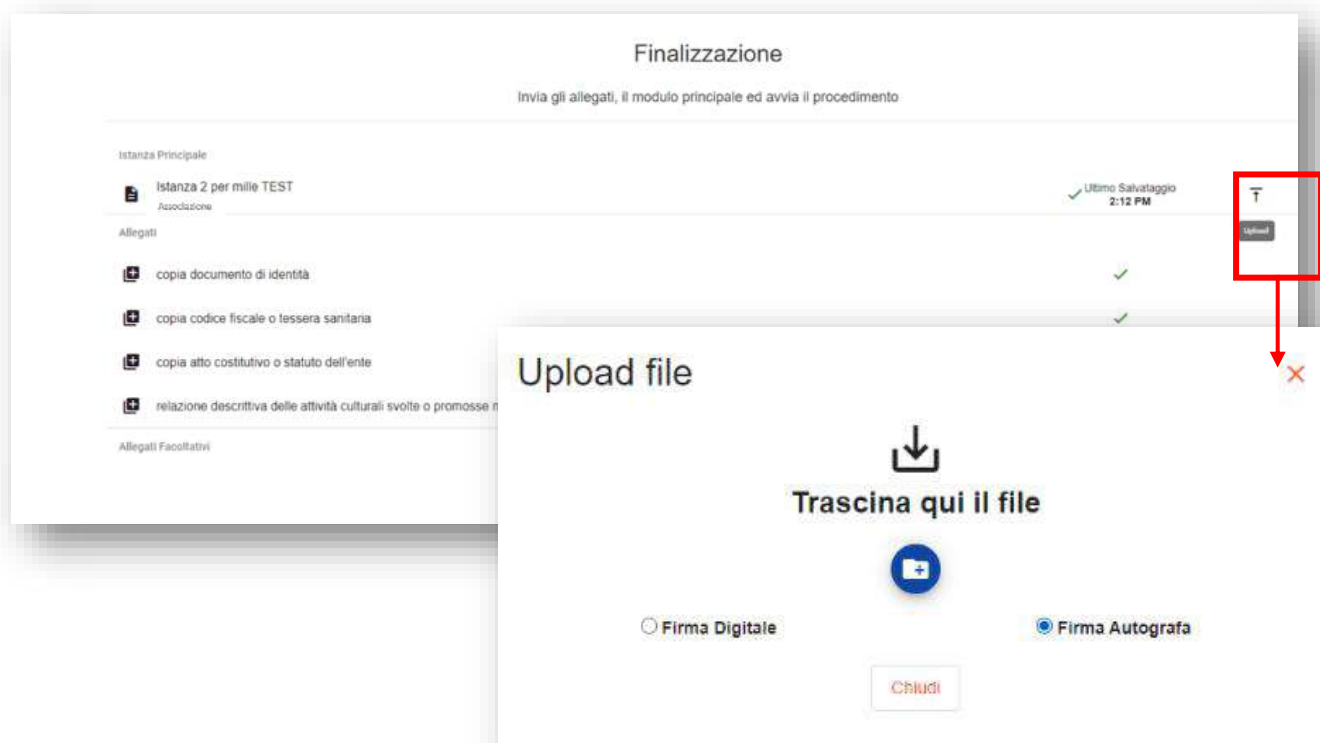 Finalizzazione
Invia gli allegati, il modulo principale ed avvia il procedimento
Istanza Principale
Istanza 2 per mille TEST
Associazione
Ultimo Salvataggio
2:12 PM
Upload
Allegati
copia documento di identità
copia codice fiscale o tessera sanitaria
copia atto costitutivo o statuto dell'ente
relazione descrittiva delle attività culturali svolte o promosse
Allegati Facoltativi
Upload file
Trascina qui il file
Firma Digitale
Firma Autografa
Chiudi